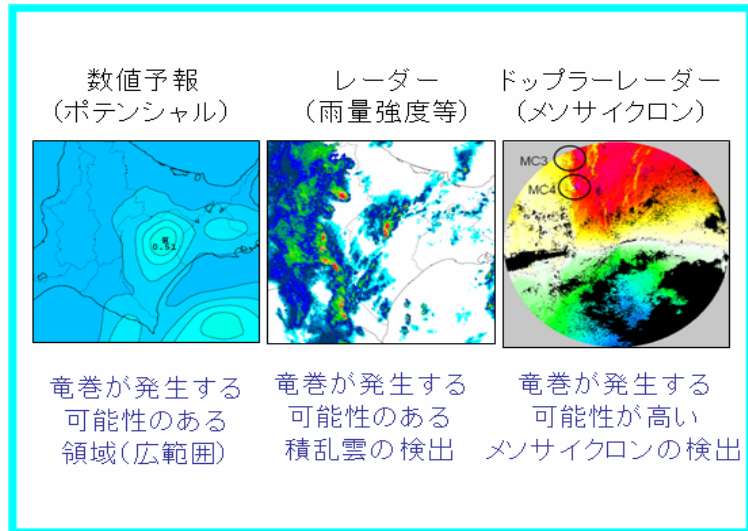 数値予報
(ポテンシャル)
レーダー
(雨量強度等)
ドップラーレーダー
(メソサイクロン)
0.51
MC3
MC4
竜巻が発生する
可能性のある
領域(広範囲)
竜巻が発生する
可能性のある
積乱雲の検出
竜巻が発生する
可能性が高い
メソサイクロンの検出